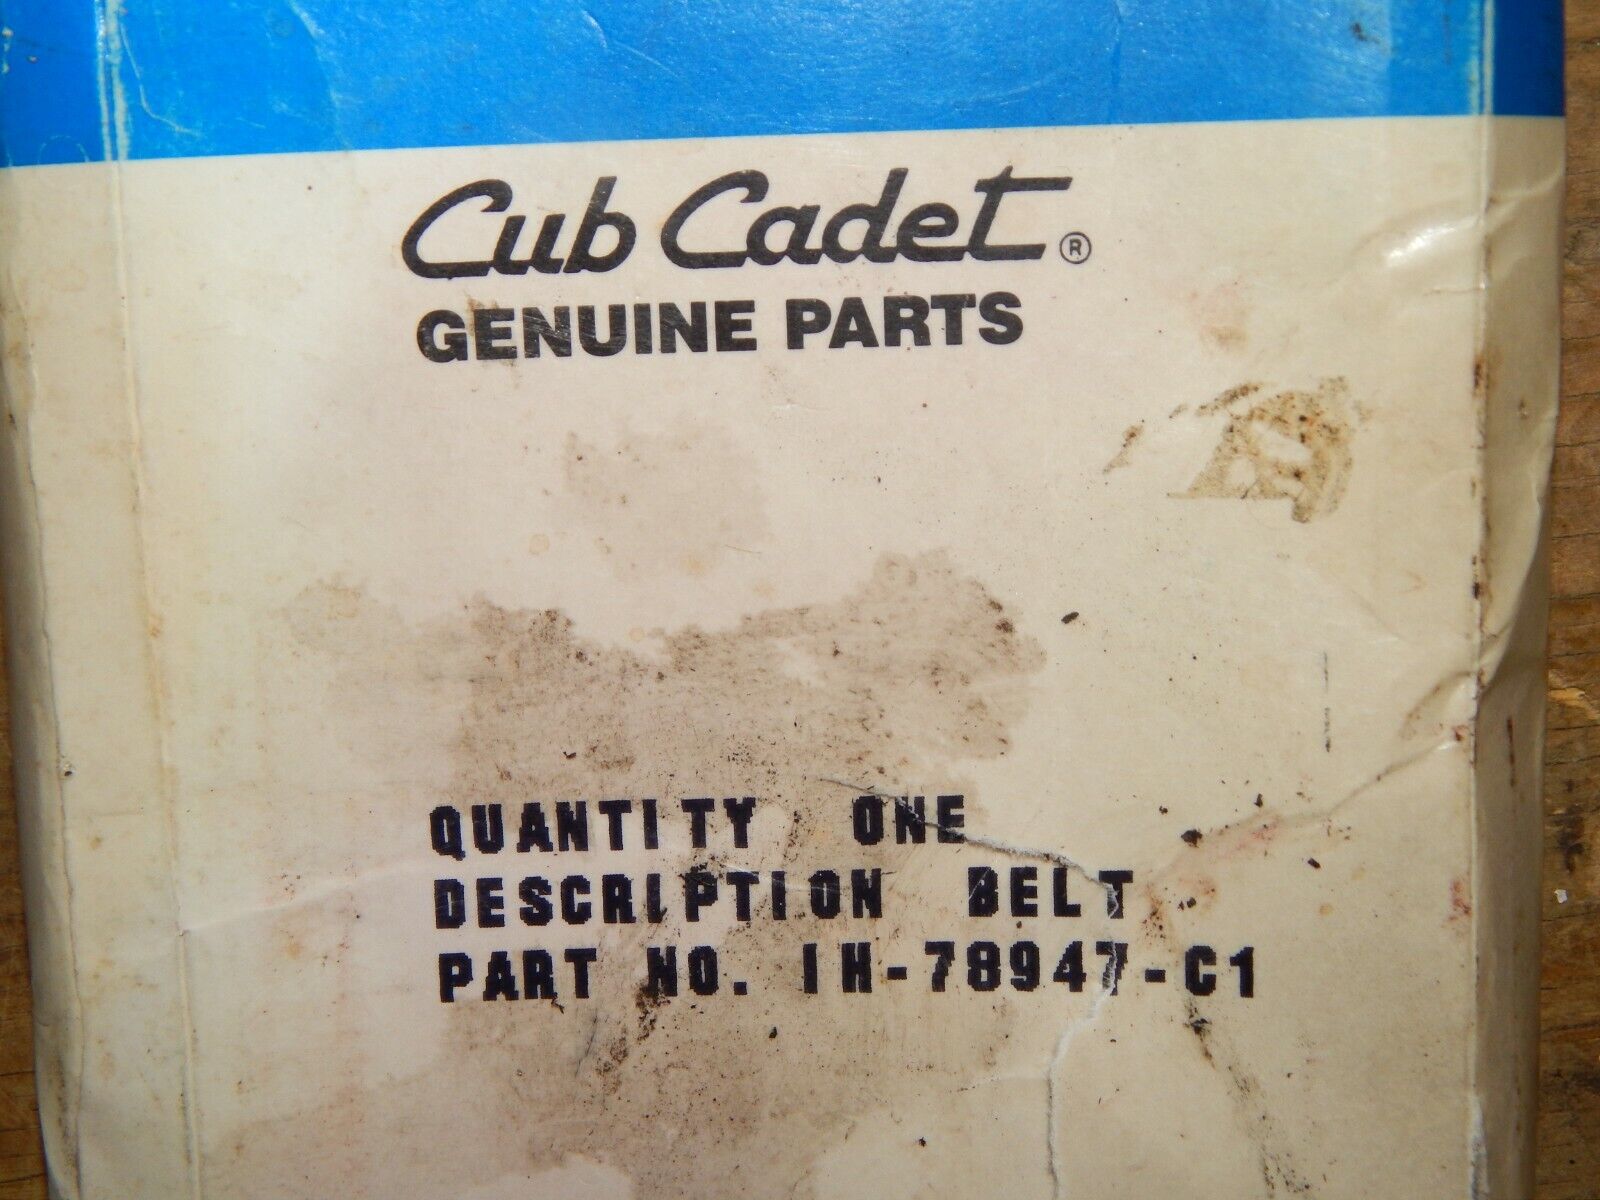 Cub Cadet®
GENUINE PARTS
QUANTITY ONE
DESCRIPTION BELT
PART NO. IH-78947-C1